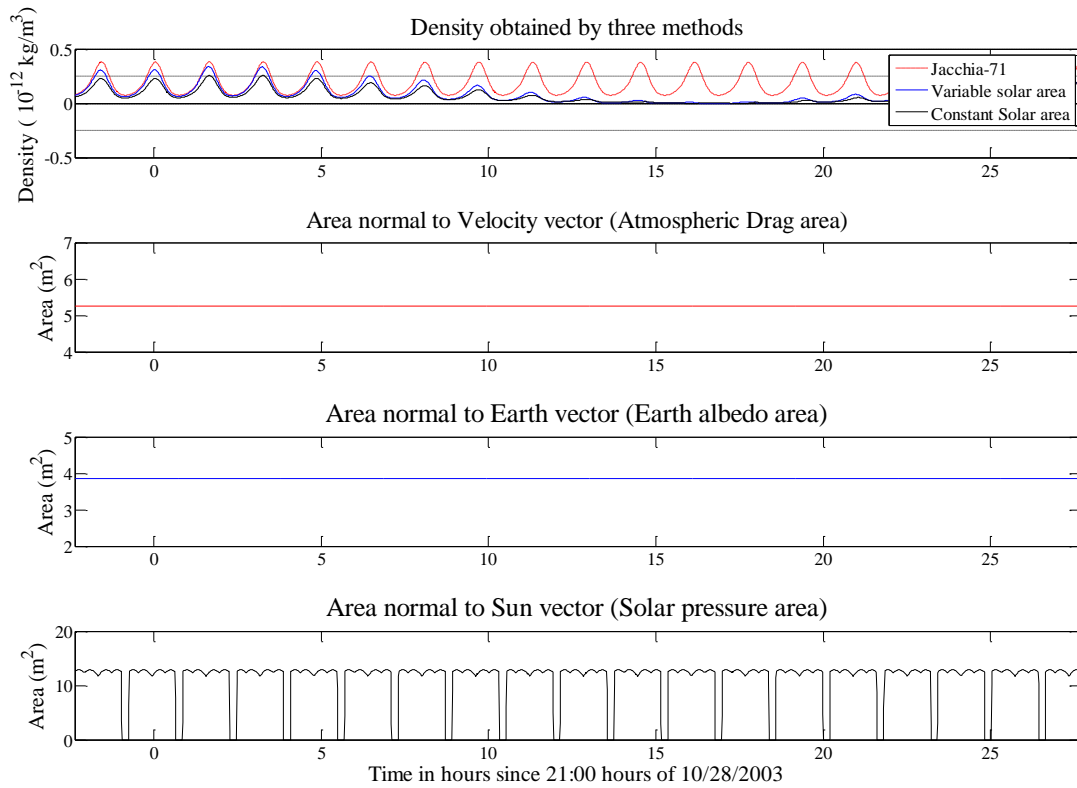 Density obtained by three methods
Density ( 10^-12 kg/m^3)
0.5
0
-0.5
Jacchia-71
Variable solar area
Constant Solar area
0 5 10 15 20 25
Area normal to Velocity vector (Atmospheric Drag area)
Area (m^2)
7
6
5
4
0 5 10 15 20 25
Area normal to Earth vector (Earth albedo area)
Area (m^2)
5
4
3
2
0 5 10 15 20 25
Area normal to Sun vector (Solar pressure area)
Area (m^2)
20
10
0
0 5 10 15 20 25
Time in hours since 21:00 hours of 10/28/2003